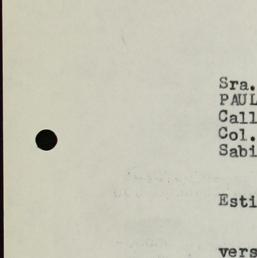 Sra.
PAUL
Call
Col.
Sabi
Esti
vers